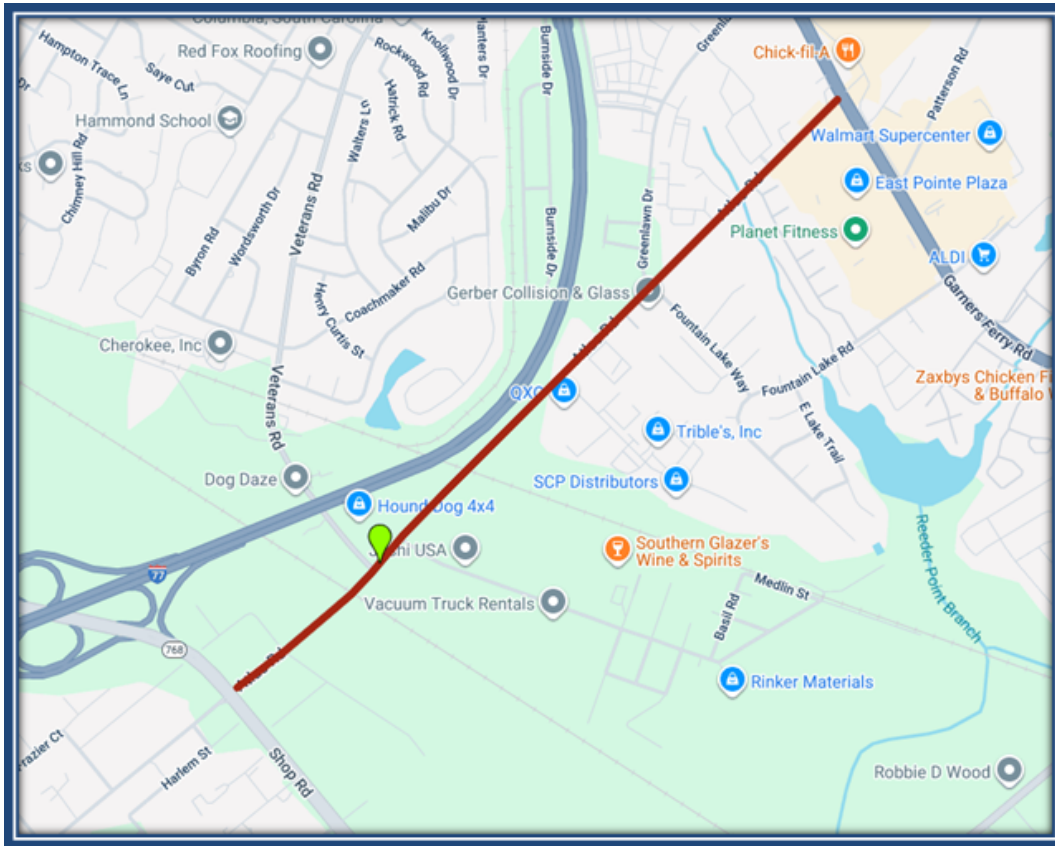 Columbia, South Carolina
Red Fox Roofing
Hampton Trace Ln
Saye Cut
Rockwood Rd
Knollwood Dr
Hatrick Rd
Planters Dr
Burnside Dr
Chick-fil-A
Patterson Rd
Hammond School
Walters Ln
Walmart Supercenter
Chimney Hill Rd
East Pointe Plaza
Byron Rd
Wordsworth Dr
Veterans Rd
Malibu Dr
Burnside Dr
Greenlawn Dr
Planet Fitness
ALDI
Coachmaker Rd
Henry Curtis St
Gerber Collision & Glass
Garners Ferry Rd
Cherokee, Inc
Fountain Lake Way
Fountain Lake Rd
Zaxbys Chicken
& Buffalo
Veterans Rd
E Lake Trail
Trible's, Inc
Dog Daze
SCP Distributors
Hound Dog 4x4
USA
Southern Glazer's
Wine & Spirits
Reeder Point Branch
77
Medlin St
Vacuum Truck Rentals
Basil Rd
768
Rinker Materials
Shop Rd
Harlem St
Robbie D Wood